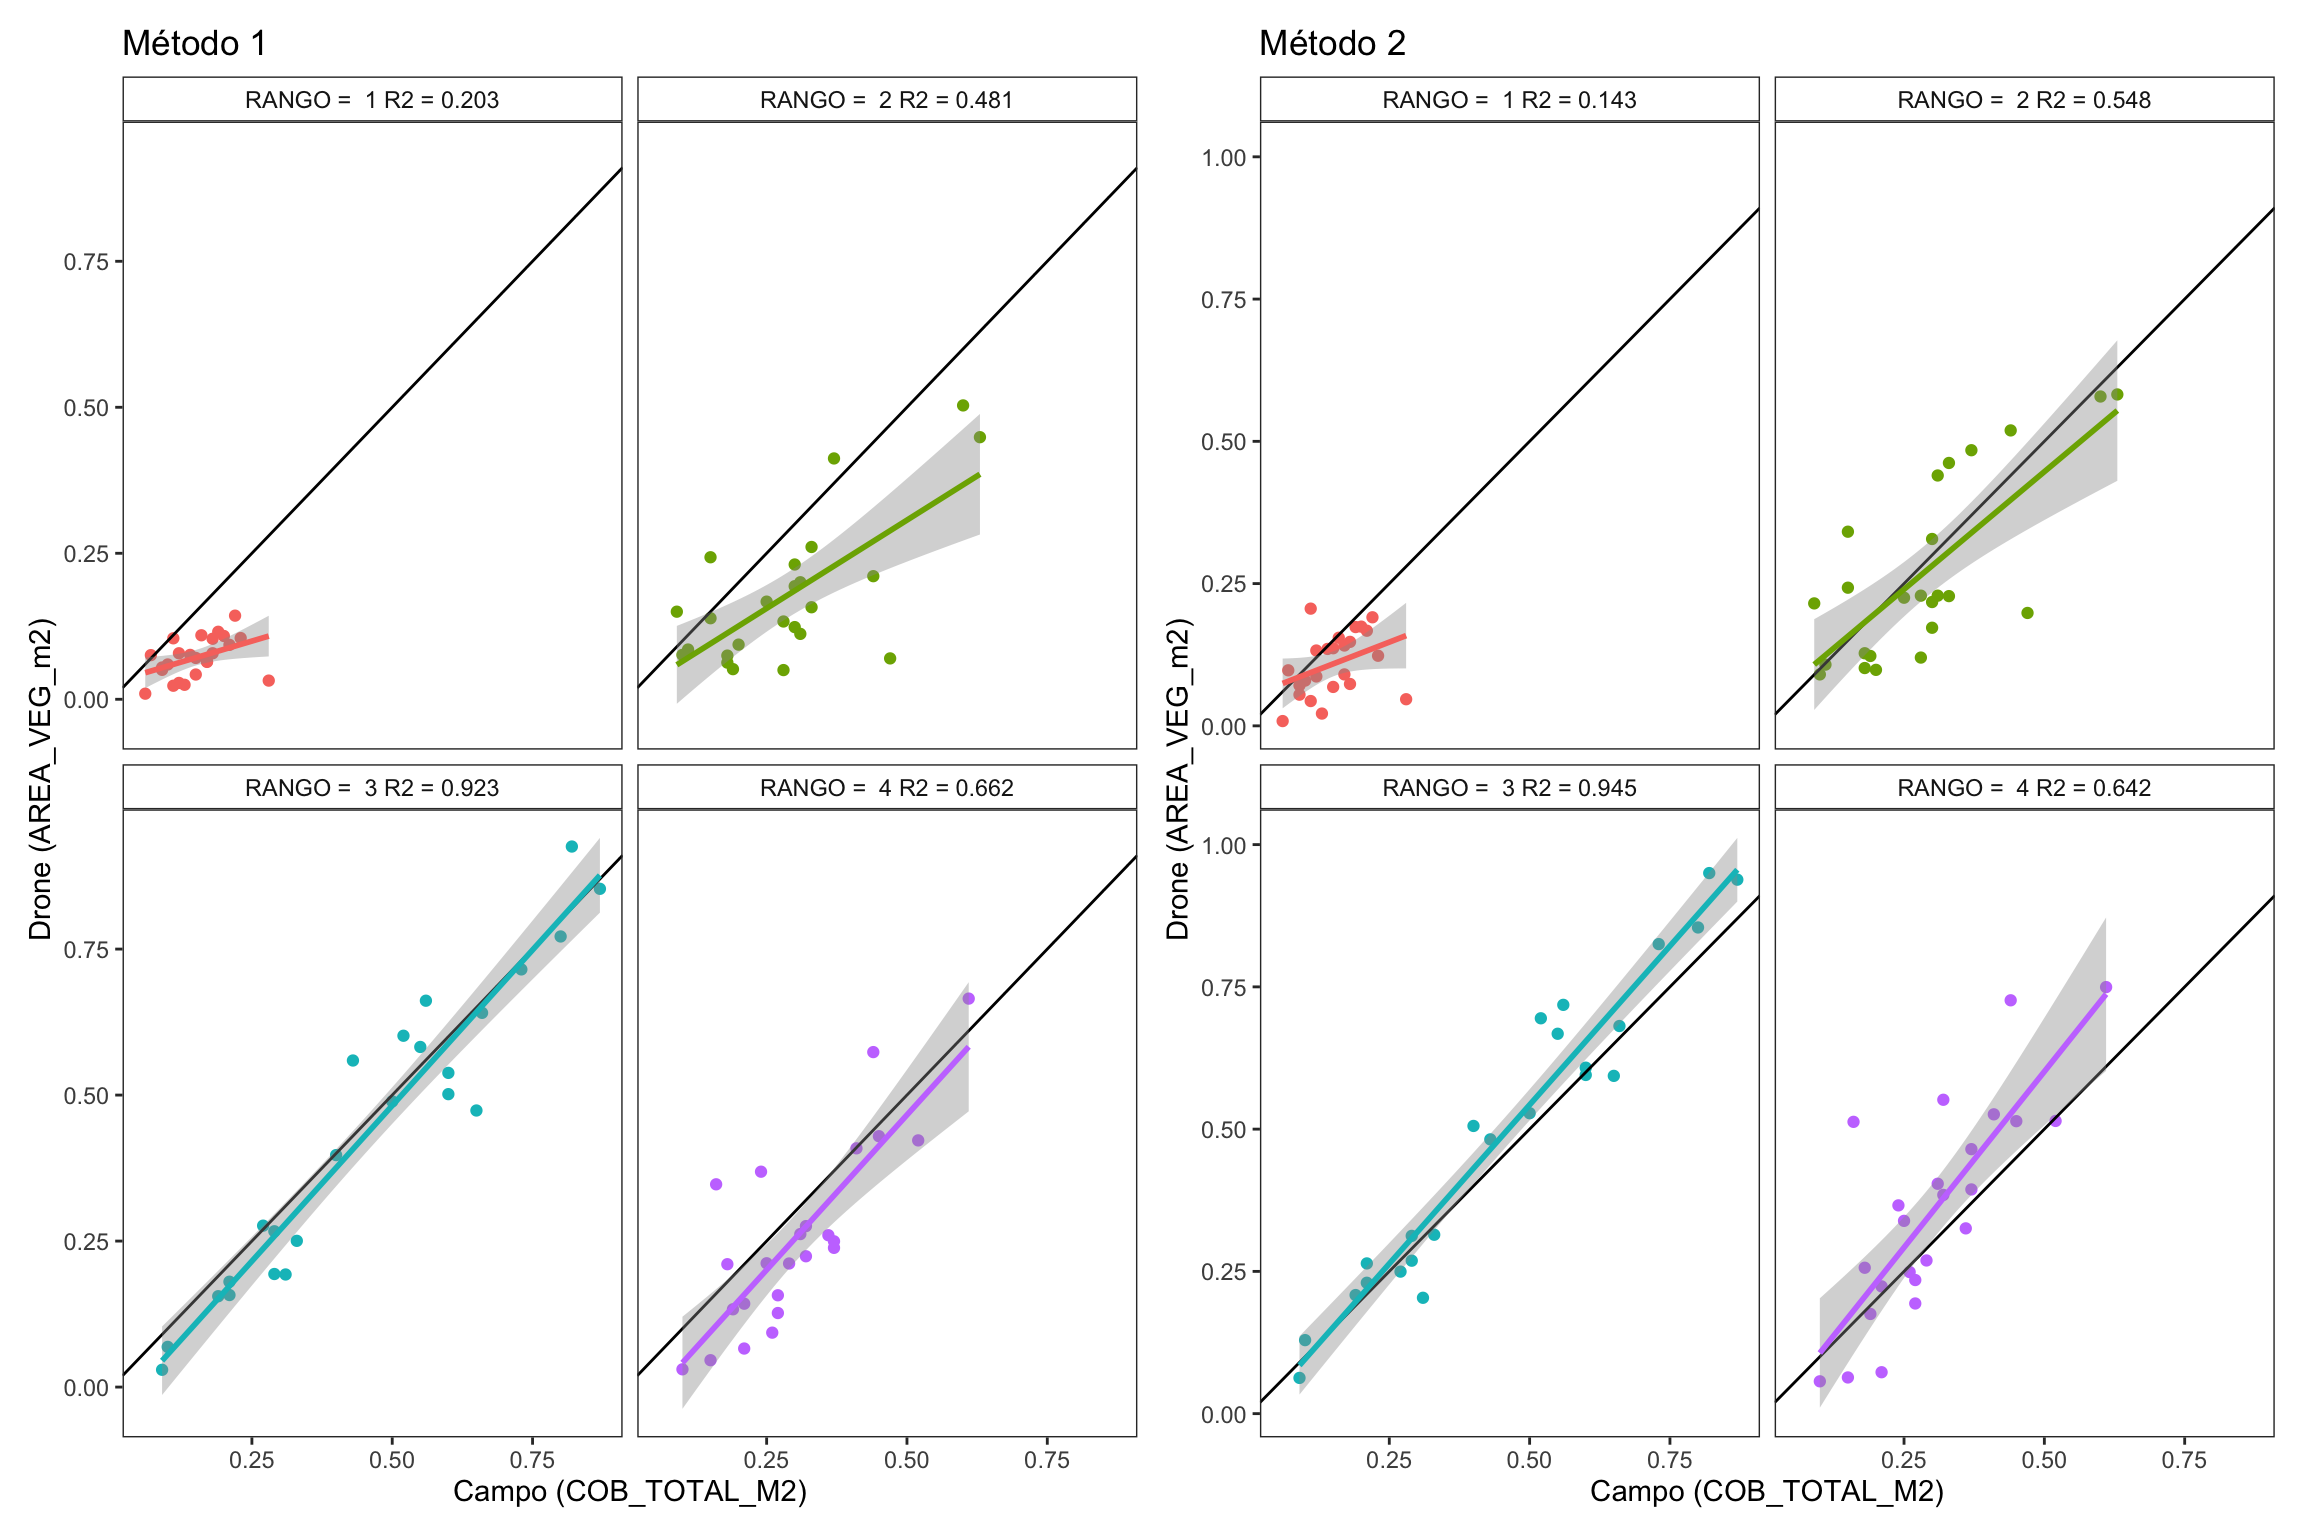 Método 1
RANGO =  1 R2 = 0.203
RANGO =  2 R2 = 0.481
0.75
0.50
0.25
0.00
RANGO =  3 R2 = 0.923
RANGO =  4 R2 = 0.662
0.75
0.50
0.25
0.00
0.25 0.50 0.75
0.25 0.50 0.75
Drone (AREA_VEG_m2)
Campo (COB_TOTAL_M2)
Método 2
RANGO =  1 R2 = 0.143
RANGO =  2 R2 = 0.548
1.00
0.75
0.50
0.25
0.00
RANGO =  3 R2 = 0.945
RANGO =  4 R2 = 0.642
1.00
0.75
0.50
0.25
0.00
0.25 0.50 0.75
0.25 0.50 0.75
Drone (AREA_VEG_m2)
Campo (COB_TOTAL_M2)